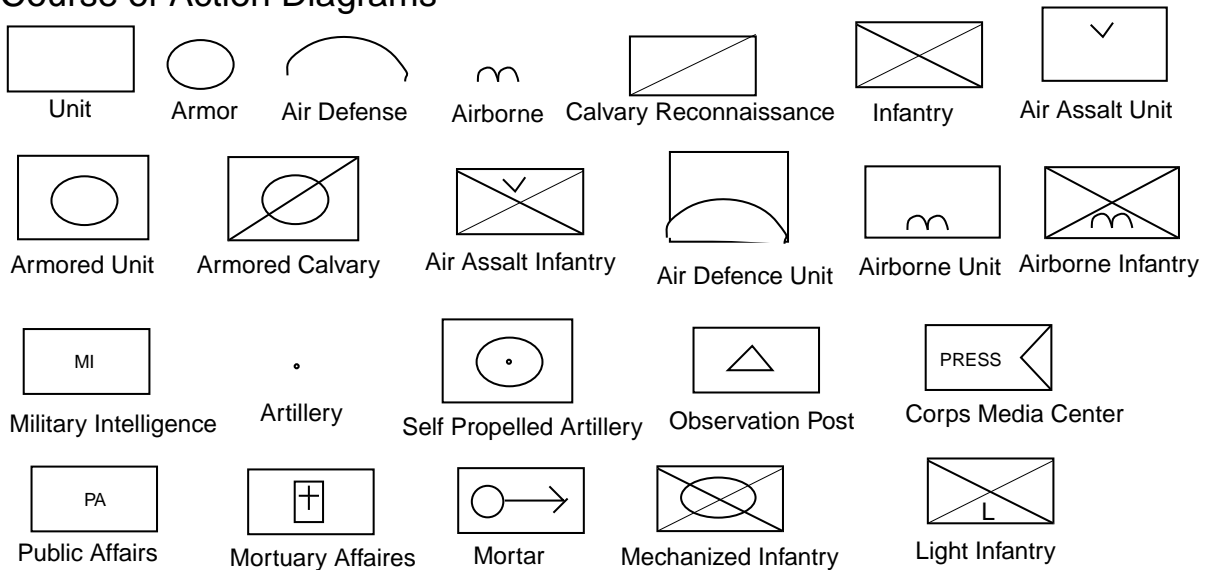 Course of Action Diagrams
Unit Armor Air Defense Airborne Calvary Reconnaissance Infantry Air Assalt Unit
Armored Unit Armored Calvary Air Assalt Infantry Air Defence Unit Airborne Unit Airborne Infantry
MI PRESS
Military Intelligence Artillery Self Propelled Artillery Observation Post Corps Media Center
PA L
Public Affairs Mortuary Affaires Mortar Mechanized Infantry Light Infantry